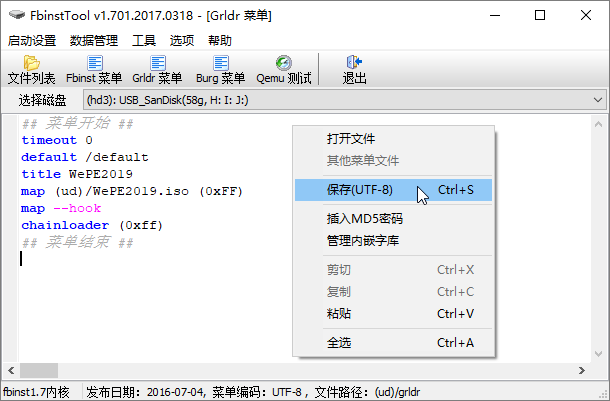 FbinstTool v1.701.2017.0318 - [Grldr 菜单]
启动设置 数据管理 工具 选项 帮助
文件列表 Fbinst 菜单 Grldr 菜单 Burg 菜单 Qemu 测试 退出
选择磁盘 (hd3): USB_SanDisk(58g, H: I: J:)
## 菜单开始 ##
timeout 0
default /default
title WePE2019
map (ud)/WePE2019.iso (0xFF)
map --hook
chainloader (0xff)
## 菜单结束 ##
打开文件
其他菜单文件
保存(UTF-8) Ctrl+S
插入MD5密码
管理内嵌字库
剪切 Ctrl+X
复制 Ctrl+C
粘贴 Ctrl+V
全选 Ctrl+A
fbinst1.7内核 发布日期：2016-07-04, 菜单编码：UTF-8 , 文件路径：(ud)/grldr